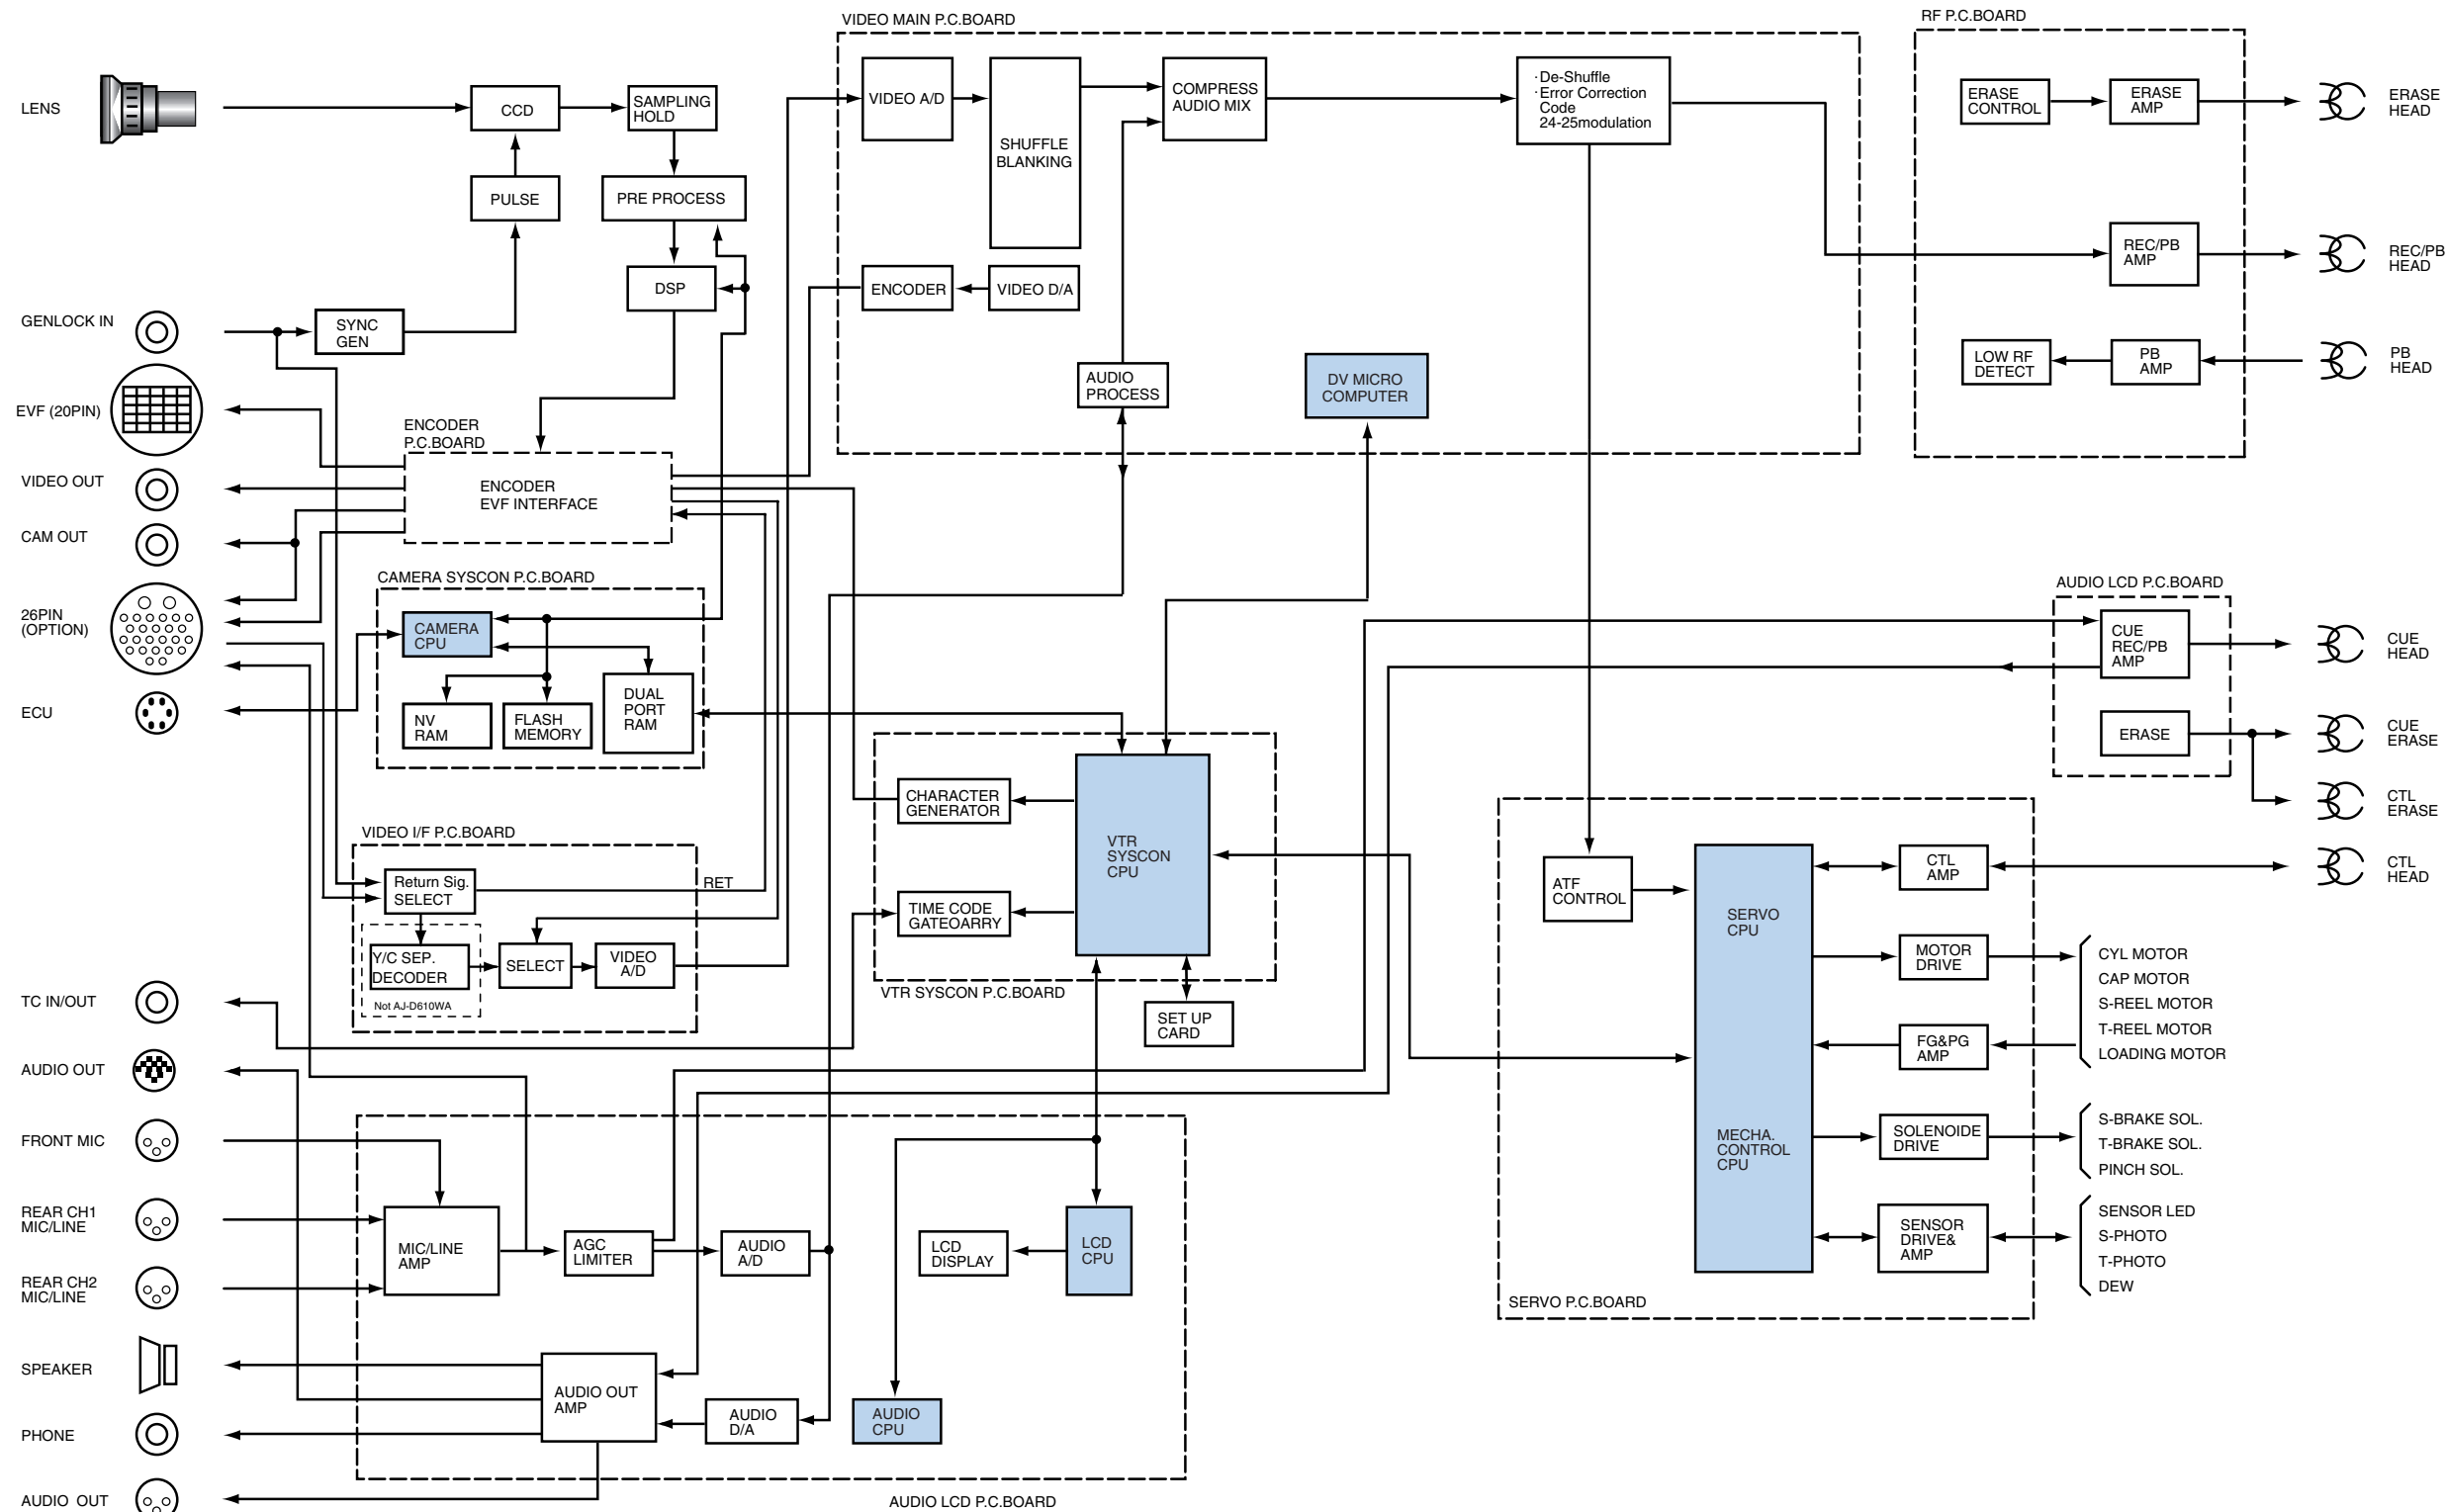 VIDEO MAIN P.C.BOARD
RF P.C.BOARD
LENS
CCD
SAMPLING
HOLD
PULSE
PRE PROCESS
DSP
VIDEO A/D
SHUFFLE
BLANKING
COMPRESS
AUDIO MIX
·De-Shuffle
·Error Correction
Code
24-25modulation
ENCODER
VIDEO D/A
AUDIO
PROCESS
DV MICRO
COMPUTER
ERASE
CONTROL
ERASE
AMP
ERASE
HEAD
REC/PB
AMP
REC/PB
HEAD
LOW RF
DETECT
PB
AMP
PB
HEAD
GENLOCK IN
SYNC
GEN
EVF (20PIN)
VIDEO OUT
CAM OUT
26PIN
(OPTION)
ECU
ENCODER
P.C.BOARD
ENCODER
EVF INTERFACE
CAMERA SYSCON P.C.BOARD
CAMERA
CPU
NV
RAM
FLASH
MEMORY
DUAL
PORT
RAM
AUDIO LCD P.C.BOARD
CUE
REC/PB
AMP
CUE
HEAD
ERASE
CUE
ERASE
CTL
ERASE
CHARACTER
GENERATOR
TIME CODE
GATEOARRY
VTR
SYSCON
CPU
VTR SYSCON P.C.BOARD
SET UP
CARD
VIDEO I/F P.C.BOARD
Return Sig.
SELECT
RET
Y/C SEP.
DECODER
Not AJ-D610WA
SELECT
VIDEO
A/D
ATF
CONTROL
SERVO
CPU
MECHA.
CONTROL
CPU
CTL
AMP
CTL
HEAD
MOTOR
DRIVE
FG&PG
AMP
CYL MOTOR
CAP MOTOR
S-REEL MOTOR
T-REEL MOTOR
LOADING MOTOR
SOLENOIDE
DRIVE
S-BRAKE SOL.
T-BRAKE SOL.
PINCH SOL.
SENSOR
DRIVE&
AMP
SENSOR LED
S-PHOTO
T-PHOTO
DEW
SERVO P.C.BOARD
TC IN/OUT
AUDIO OUT
FRONT MIC
REAR CH1
MIC/LINE
REAR CH2
MIC/LINE
SPEAKER
PHONE
AUDIO OUT
MIC/LINE
AMP
AGC
LIMITER
AUDIO
A/D
LCD
DISPLAY
LCD
CPU
AUDIO OUT
AMP
AUDIO
D/A
AUDIO
CPU
AUDIO LCD P.C.BOARD